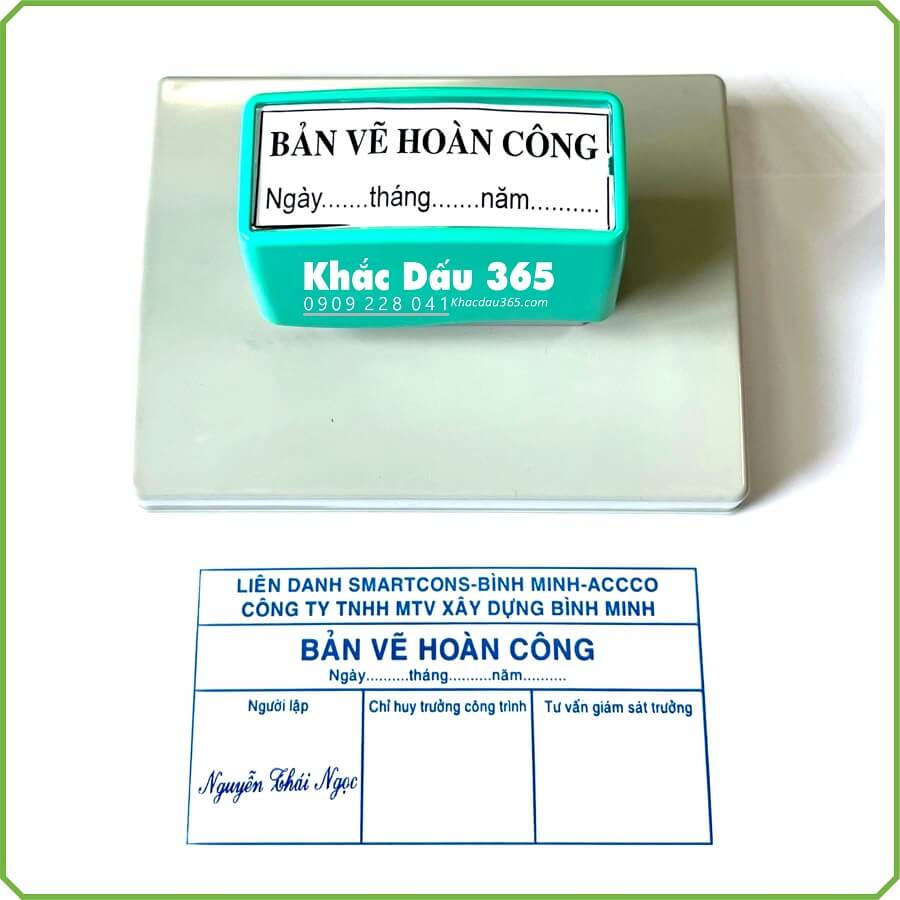 BẢN VẼ HOÀN CÔNG
Ngày.......tháng.......năm..........
Khắc Dấu 365
0909 228 041 Khacdau365.com
LIÊN DANH SMARTCONS-BÌNH MINH-ACCCO
CÔNG TY TNHH MTV XÂY DỰNG BÌNH MINH
BẢN VẼ HOÀN CÔNG
Ngày..........tháng..........năm..........
Người lập Chỉ huy trưởng công trình Tư vấn giám sát trưởng
Nguyễn Thái Ngọc